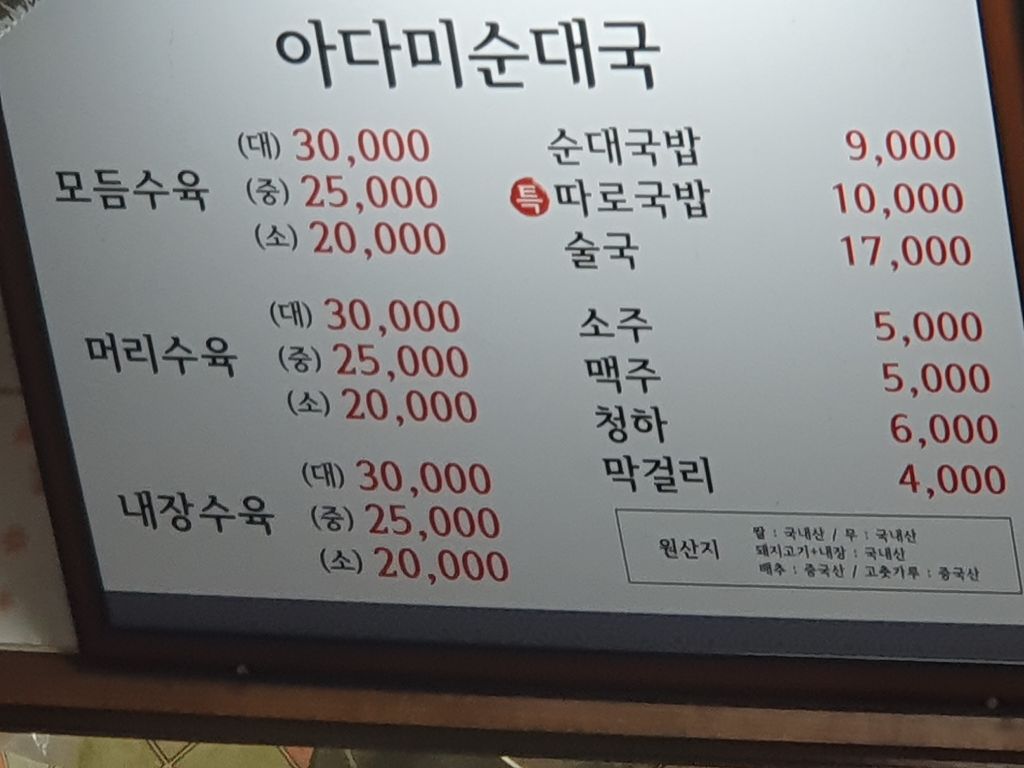 아다미순대국
모듬수육
(대) 30,000
(중) 25,000
(소) 20,000
머리수육
(대) 30,000
(중) 25,000
(소) 20,000
내장수육
(대) 30,000
(중) 25,000
(소) 20,000
순대국밥 9,000
특 따로국밥 10,000
술국 17,000
소주 5,000
맥주 5,000
청하 6,000
막걸리 4,000
원산지
쌀 : 국내산 / 무 : 국내산
돼지고기+내장 : 국내산
배추 : 중국산 / 고춧가루 : 중국산